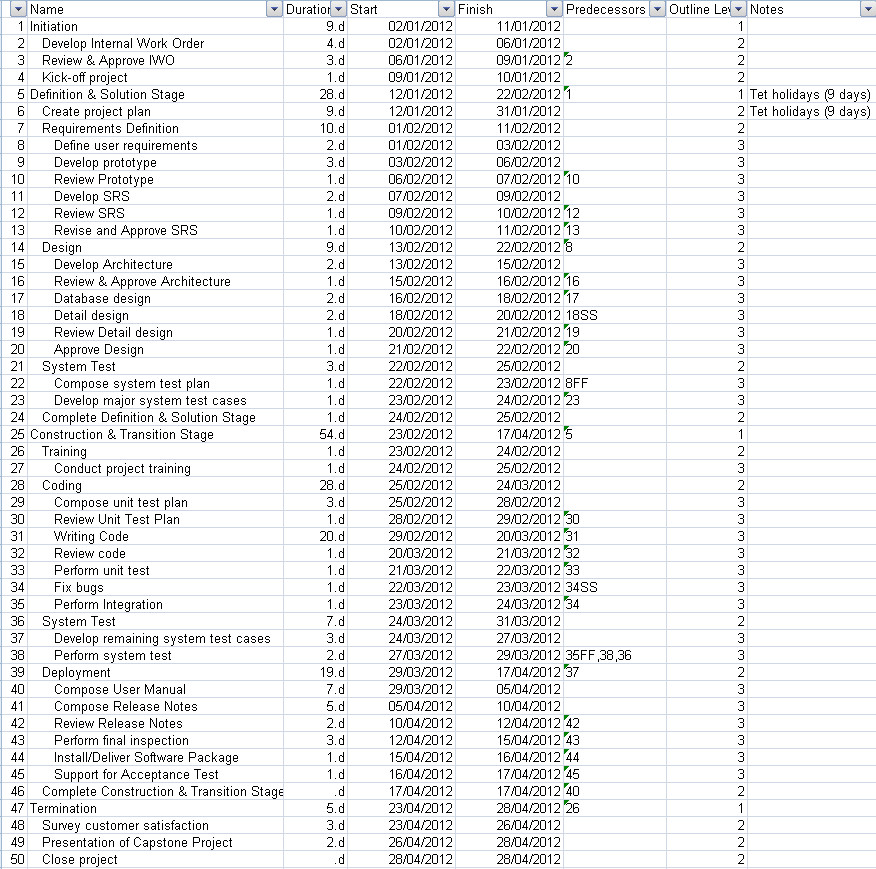 Name Duration Start Finish Predecessors Outline Lev Notes
1 Initiation 9.d 02/01/2012 11/01/2012 1
2 Develop Internal Work Order 4.d 02/01/2012 06/01/2012 2
3 Review & Approve IWO 3.d 06/01/2012 09/01/2012 2 2
4 Kick-off project 1.d 09/01/2012 10/01/2012 2
5 Definition & Solution Stage 28.d 12/01/2012 22/02/2012 1 1 Tet holidays (9 days)
6 Create project plan 9.d 12/01/2012 31/01/2012 2 Tet holidays (9 days)
7 Requirements Definition 10.d 01/02/2012 11/02/2012 2
8 Define user requirements 2.d 01/02/2012 03/02/2012 3
9 Develop prototype 3.d 03/02/2012 06/02/2012 3
10 Review Prototype 1.d 06/02/2012 07/02/2012 10 3
11 Develop SRS 2.d 07/02/2012 09/02/2012 3
12 Review SRS 1.d 09/02/2012 10/02/2012 12 3
13 Revise and Approve SRS 1.d 10/02/2012 11/02/2012 13 3
14 Design 9.d 13/02/2012 22/02/2012 8 2
15 Develop Architecture 2.d 13/02/2012 15/02/2012 3
16 Review & Approve Architecture 1.d 15/02/2012 16/02/2012 16 3
17 Database design 2.d 16/02/2012 18/02/2012 17 3
18 Detail design 2.d 18/02/2012 20/02/2012 18SS 3
19 Review Detail design 1.d 20/02/2012 21/02/2012 19 3
20 Approve Design 1.d 21/02/2012 22/02/2012 20 3
21 System Test 3.d 22/02/2012 25/02/2012 2
22 Compose system test plan 1.d 22/02/2012 23/02/2012 8FF 3
23 Develop major system test cases 1.d 23/02/2012 24/02/2012 23 3
24 Complete Definition & Solution Stage 1.d 24/02/2012 25/02/2012 2
25 Construction & Transition Stage 54.d 23/02/2012 17/04/2012 5 1
26 Training 1.d 23/02/2012 24/02/2012 2
27 Conduct project training 1.d 24/02/2012 25/02/2012 3
28 Coding 28.d 25/02/2012 24/03/2012 2
29 Compose unit test plan 3.d 25/02/2012 28/02/2012 3
30 Review Unit Test Plan 1.d 28/02/2012 29/02/2012 30 3
31 Writing Code 20.d 29/02/2012 20/03/2012 31 3
32 Review code 1.d 20/03/2012 21/03/2012 32 3
33 Perform unit test 1.d 21/03/2012 22/03/2012 33 3
34 Fix bugs 1.d 22/03/2012 23/03/2012 34SS 3
35 Perform Integration 1.d 23/03/2012 24/03/2012 34 3
36 System Test 7.d 24/03/2012 31/03/2012 2
37 Develop remaining system test cases 3.d 24/03/2012 27/03/2012 3
38 Perform system test 2.d 27/03/2012 29/03/2012 35FF,38,36 3
39 Deployment 19.d 29/03/2012 17/04/2012 37 2
40 Compose User Manual 7.d 29/03/2012 05/04/2012 3
41 Compose Release Notes 5.d 05/04/2012 10/04/2012 3
42 Review Release Notes 2.d 10/04/2012 12/04/2012 42 3
43 Perform final inspection 3.d 12/04/2012 15/04/2012 43 3
44 Install/Deliver Software Package 1.d 15/04/2012 16/04/2012 44 3
45 Support for Acceptance Test 1.d 16/04/2012 17/04/2012 45 3
46 Complete Construction & Transition Stage .d 17/04/2012 17/04/2012 40 2
47 Termination 5.d 23/04/2012 28/04/2012 26 1
48 Survey customer satisfaction 3.d 23/04/2012 26/04/2012 2
49 Presentation of Capstone Project 2.d 26/04/2012 28/04/2012 2
50 Close project .d 28/04/2012 28/04/2012 2